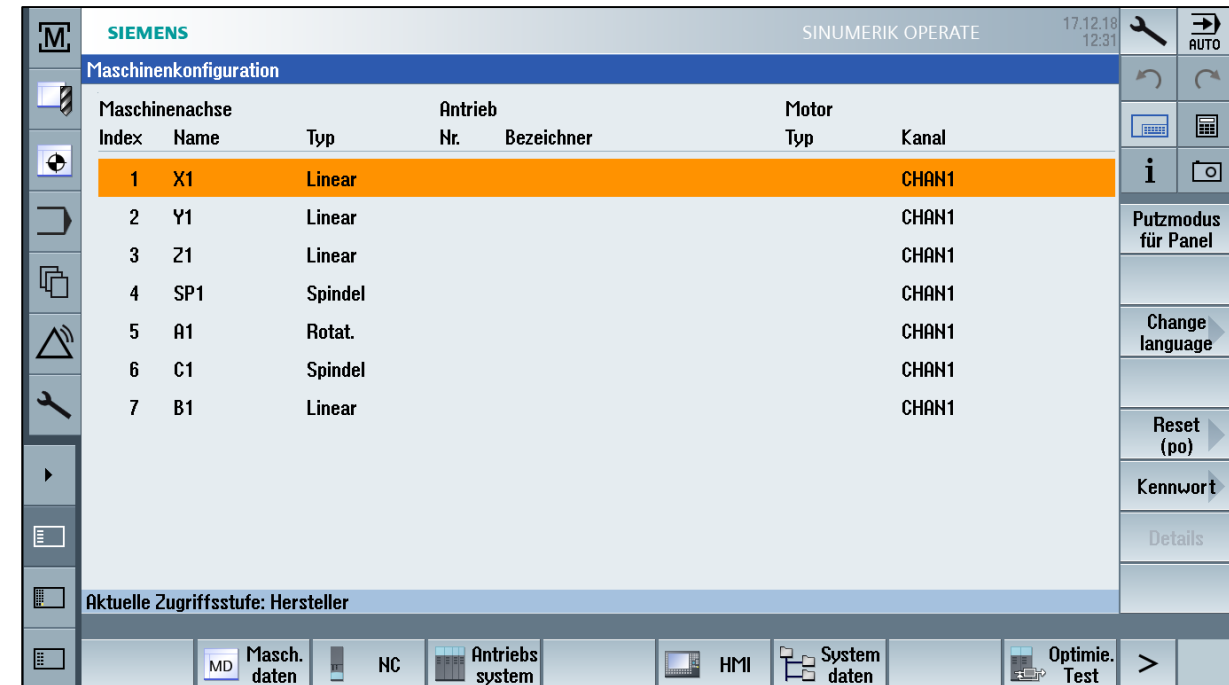 M
SIEMENS
SINUMERIK OPERATE
17.12.18
12:31
AUTO
Maschinenkonfiguration
Maschinenachse Antrieb Motor
Index Name Typ Nr. Bezeichner Typ Kanal
1 X1 Linear CHAN1
2 Y1 Linear CHAN1
3 Z1 Linear CHAN1
4 SP1 Spindel CHAN1
5 A1 Rotat. CHAN1
6 C1 Spindel CHAN1
7 B1 Linear CHAN1
Aktuelle Zugriffsstufe: Hersteller
i
Putzmodus
für Panel
Change
language
Reset
(po)
Kennwort
Details
MD Masch.
daten
NC
Antriebs
system
HMI
System
daten
Optimie.
Test
>